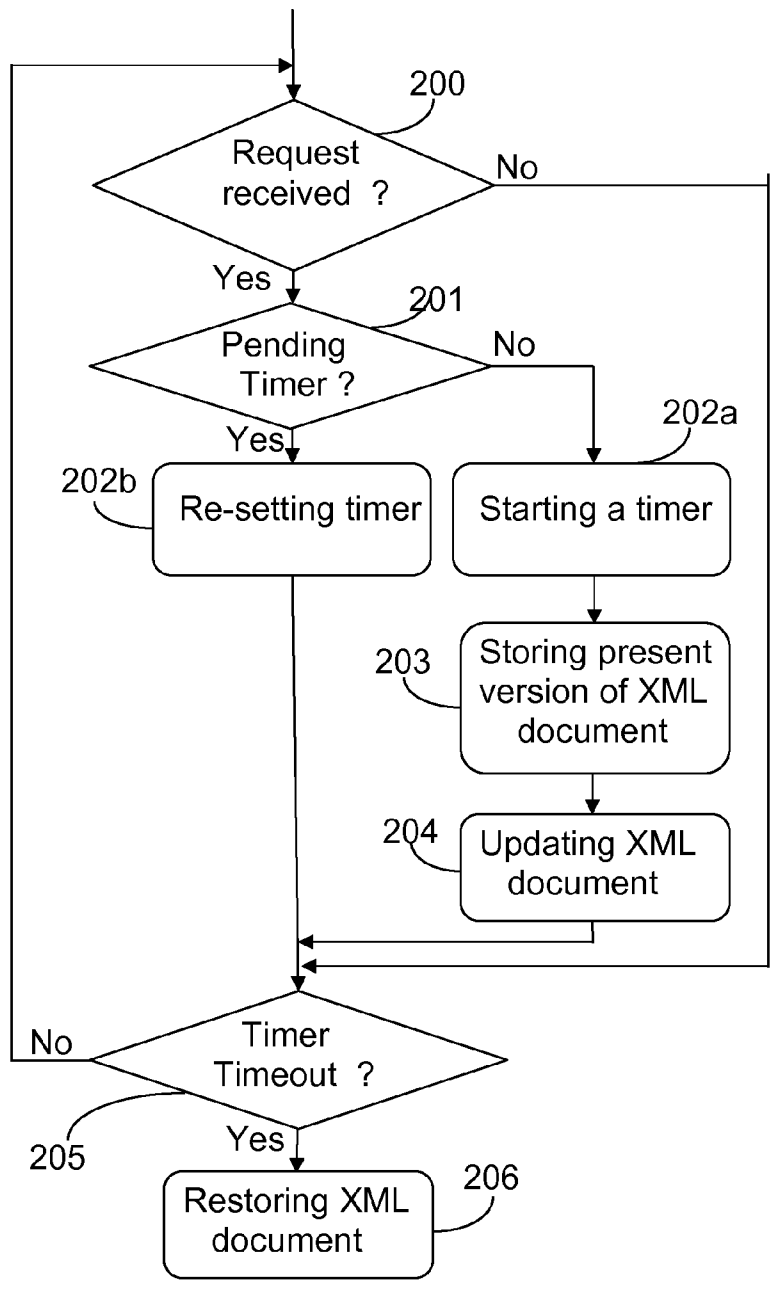 200
Request
received ?
No
Yes
201
Pending
Timer ?
No
Yes
202a
202b
Re-setting timer
Starting a timer
203
Storing present
version of XML
document
204
Updating XML
document
Timer
Timeout ?
No
205
Yes
Restoring XML
document
206